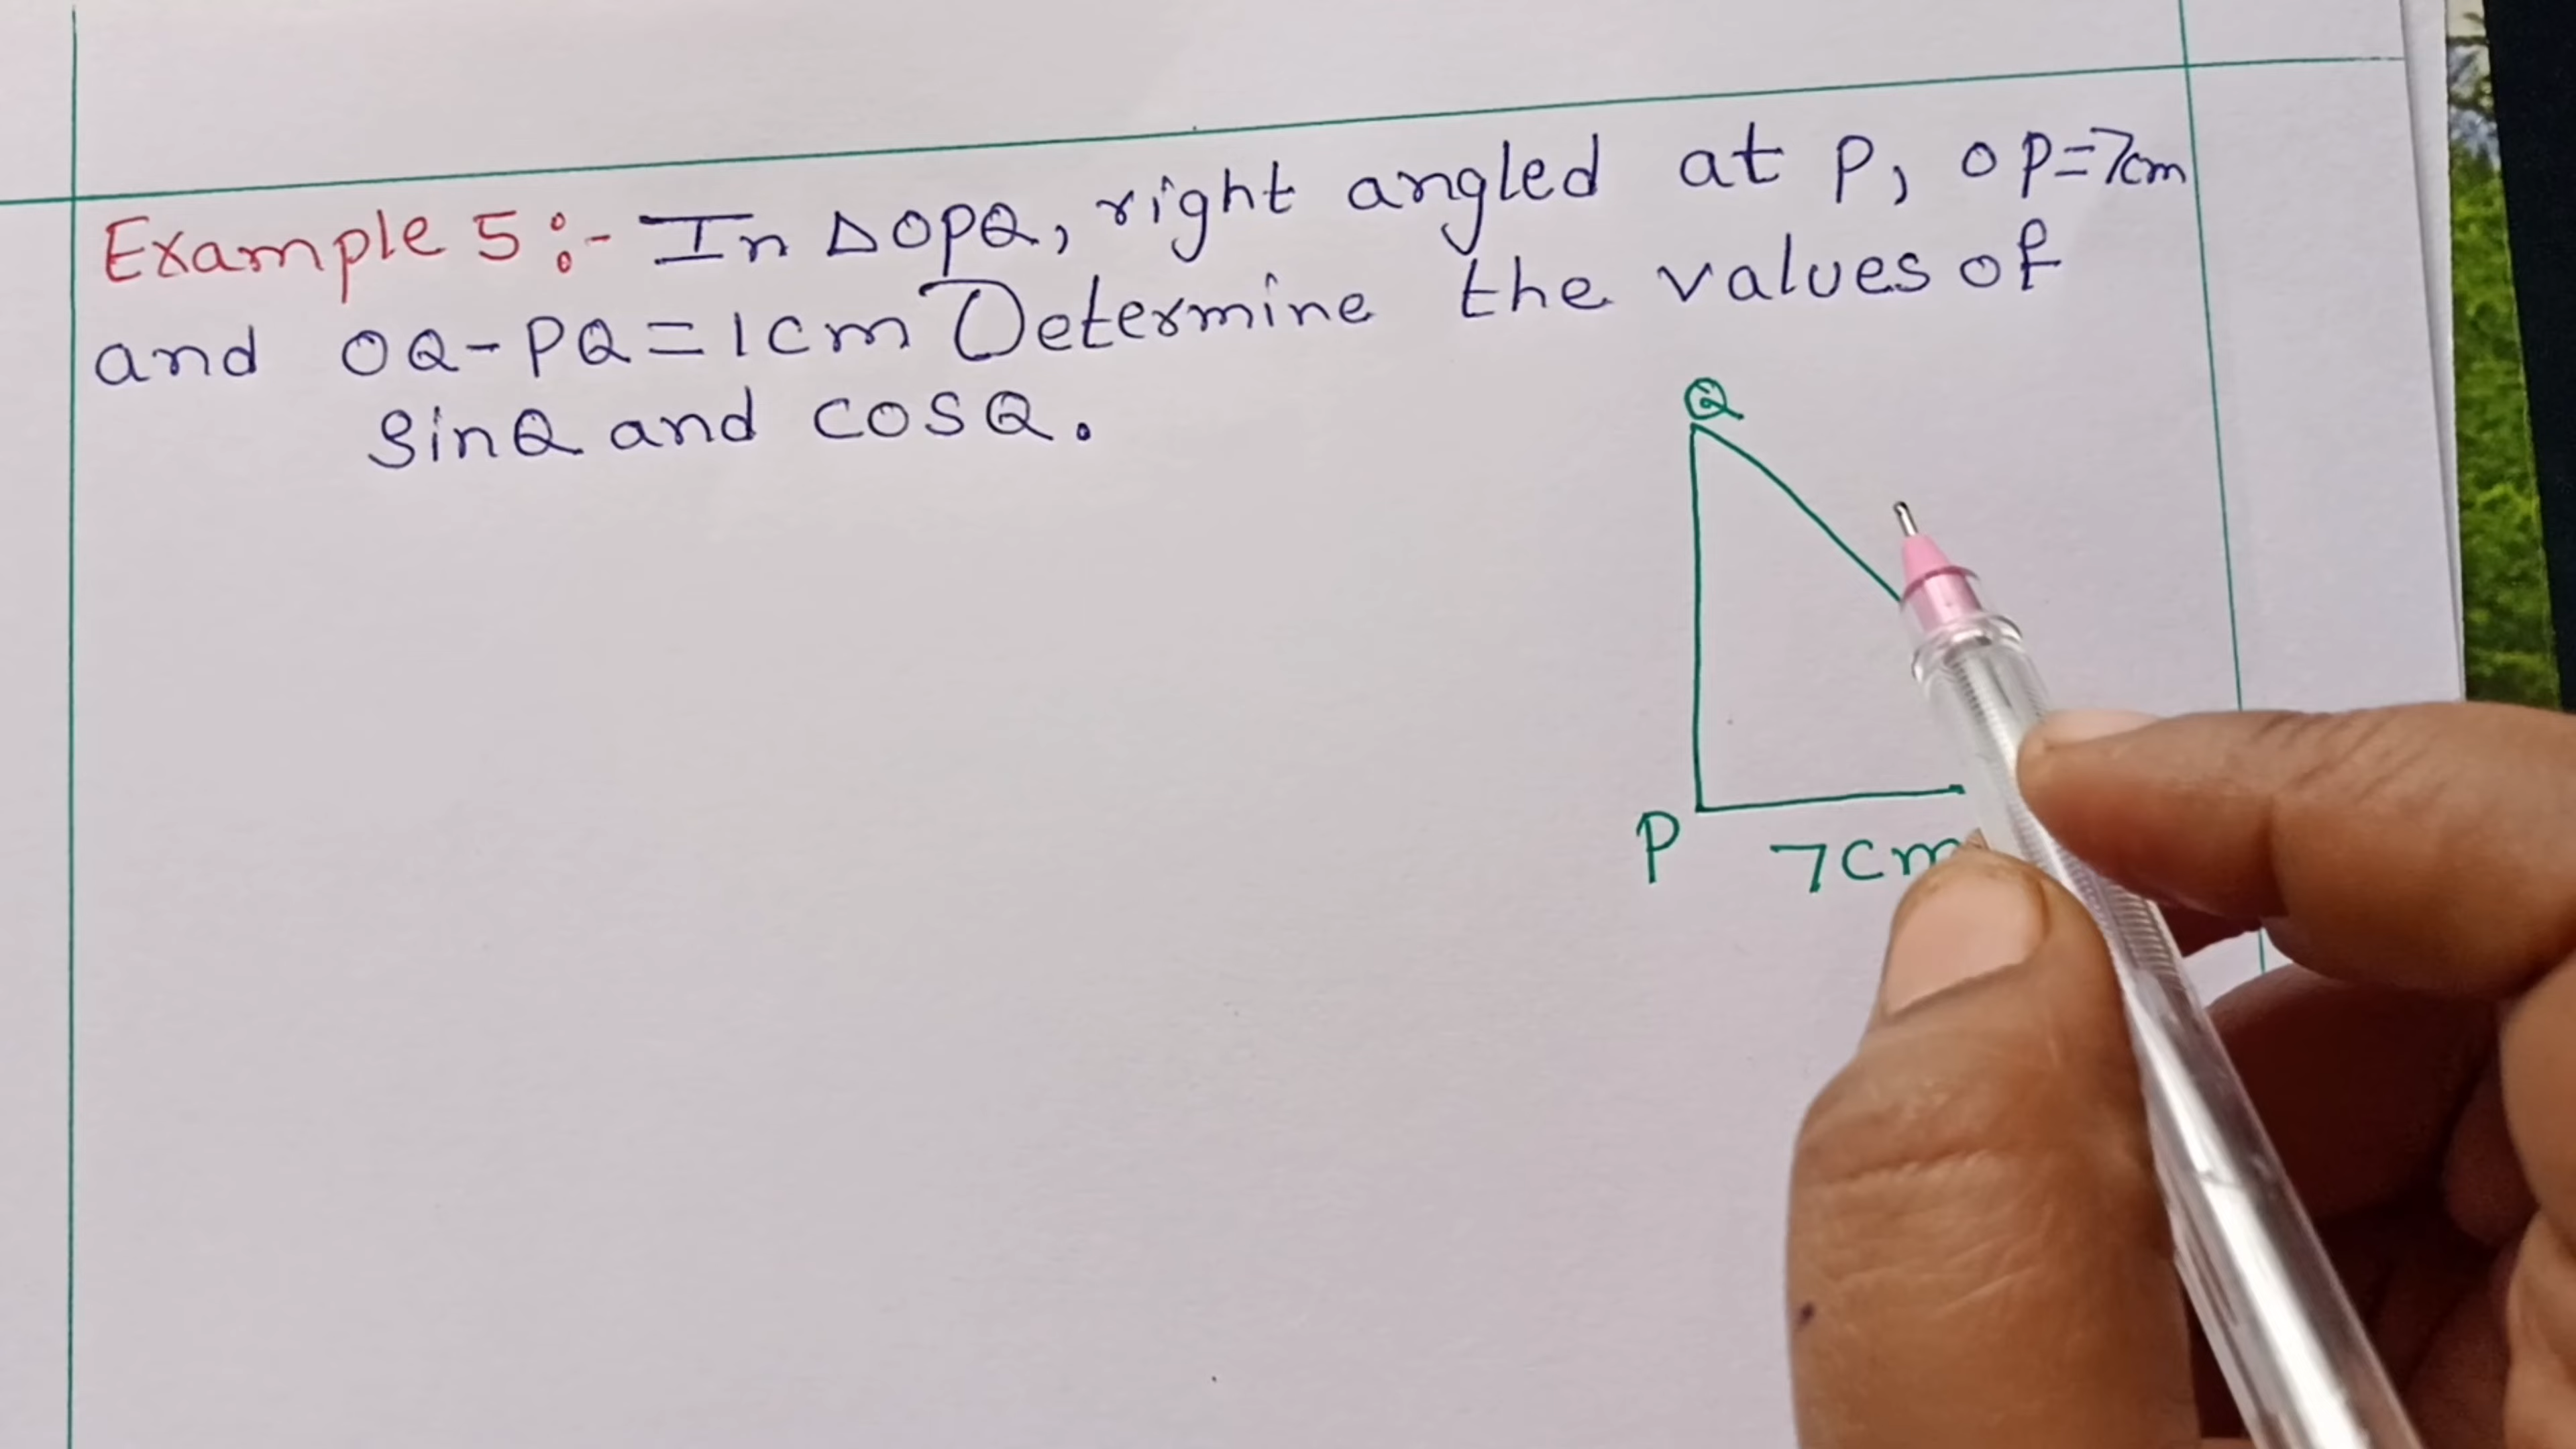 Example 5:- In △OPQ, right angled at P, OP=7cm
and OQ-PQ=1cm Determine the values of
SinQ and COSQ.
Q
P
7cm